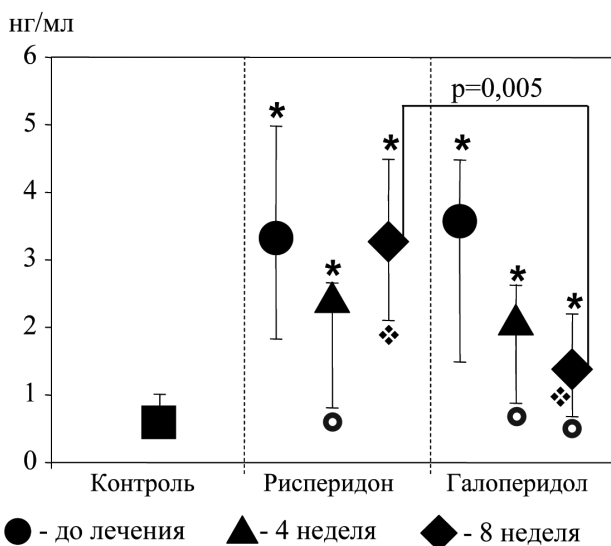 нг/мл
6
p=0,005
5
4
3
2
1
0
Контроль Рисперидон Галоперидол
- до лечения - 4 неделя - 8 неделя